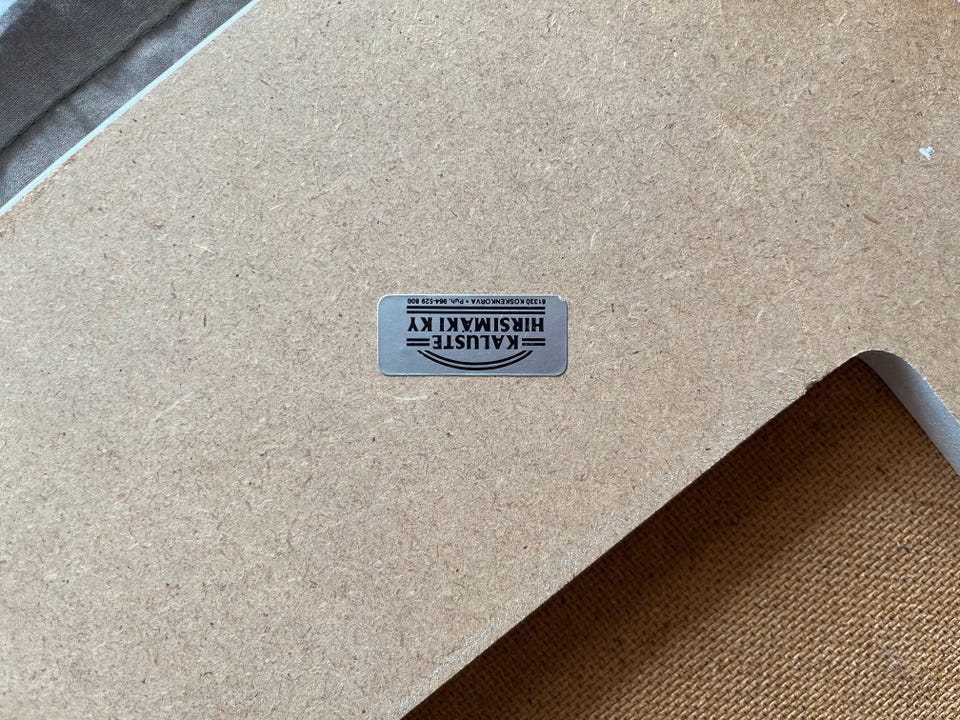 KALUSTE
HIRSIMÄKI KY
61330 KOSKENKORVA • Puh. 964-529 800